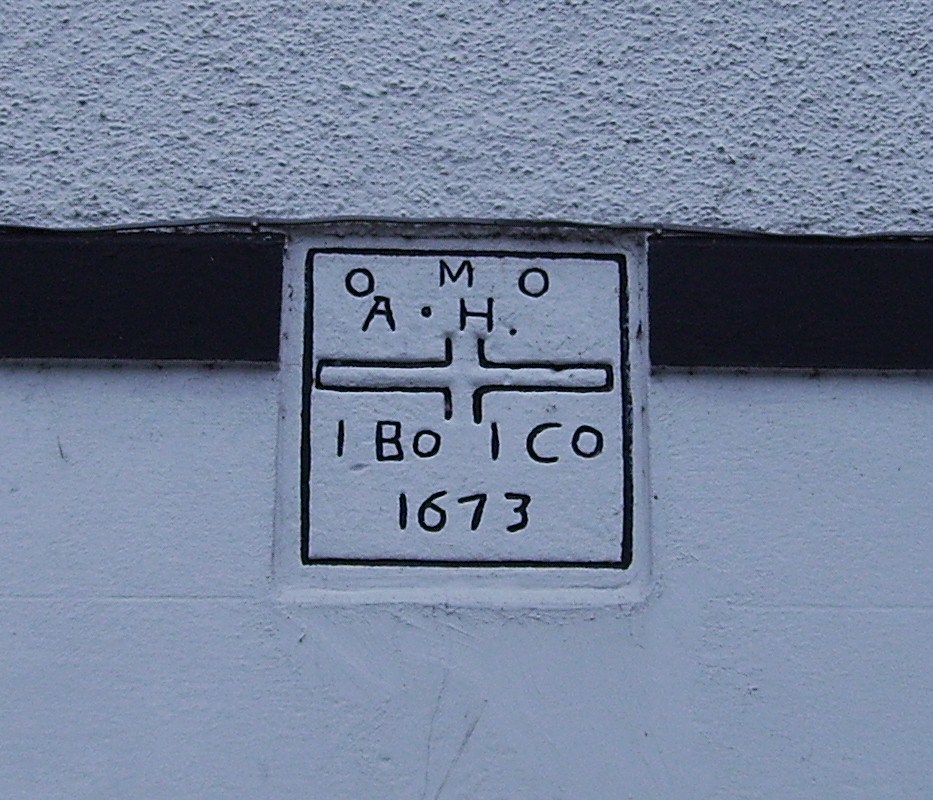 O M O
A · H.
I BO I CO
1673